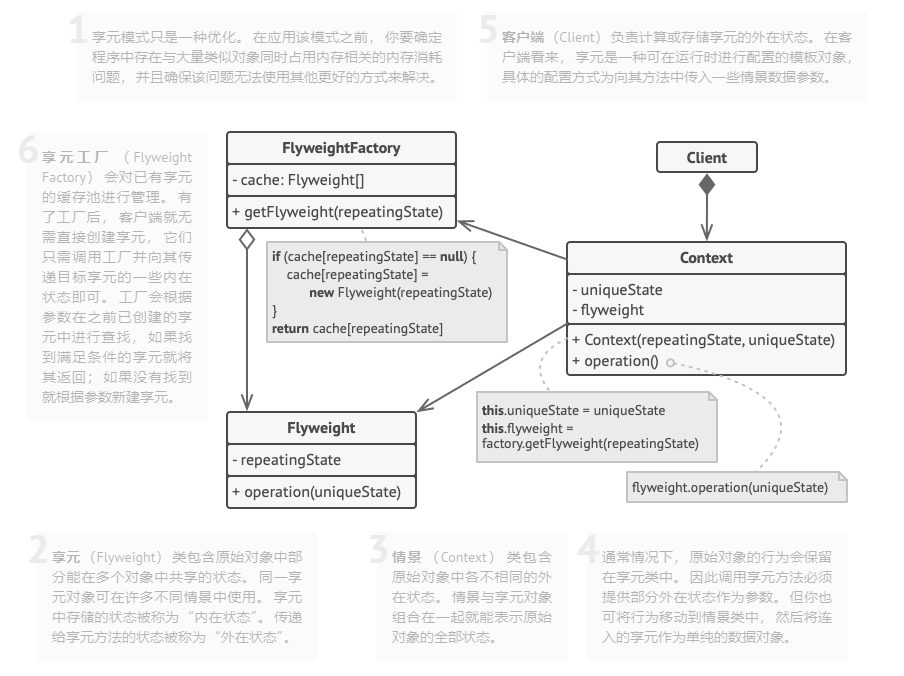 1
享元模式只是一种优化。 在应用该模式之前， 你要确定
程序中存在与大量类似对象同时占用内存相关的内存消耗
问题， 并且确保该问题无法使用其他更好的方式来解决。
5
客户端 （Client） 负责计算或存储享元的外在状态。 在客
户端看来， 享元是一种可在运行时进行配置的模板对象，
具体的配置方式为向其方法中传入一些情景数据参数。
6
享元工厂 （Flyweight
Factory） 会对已有享元
的缓存池进行管理。 有
了工厂后， 客户端就无
需直接创建享元， 它们
只需调用工厂并向其传
递目标享元的一些内在
状态即可。 工厂会根据
参数在之前已创建的享
元中进行查找， 如果找
到满足条件的享元就将
其返回； 如果没有找到
就根据参数新建享元。
FlyweightFactory
- cache: Flyweight[]
+ getFlyweight(repeatingState)
if (cache[repeatingState] == null) {
cache[repeatingState] =
new Flyweight(repeatingState)
}
return cache[repeatingState]
Client
Context
- uniqueState
- flyweight
+ Context(repeatingState, uniqueState)
+ operation()
this.uniqueState = uniqueState
this.flyweight =
factory.getFlyweight(repeatingState)
flyweight.operation(uniqueState)
Flyweight
- repeatingState
+ operation(uniqueState)
2
享元 （Flyweight） 类包含原始对象中部
分能在多个对象中共享的状态。 同一享
元对象可在许多不同情景中使用。 享元
中存储的状态被称为 “内在状态”。 传递
给享元方法的状态被称为 “外在状态”。
3
情景 （Context） 类包含
原始对象中各不相同的外
在状态。 情景与享元对象
组合在一起就能表示原始
对象的全部状态。
4
通常情况下， 原始对象的行为会保留
在享元类中。 因此调用享元方法必须
提供部分外在状态作为参数。 但你也
可将行为移动到情景类中， 然后将连
入的享元作为单纯的数据对象。